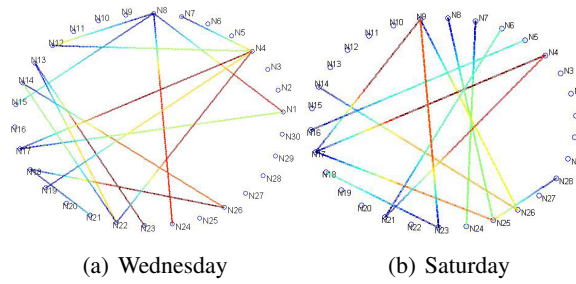 N8
N9
N7
N10
N6
N11
N5
N12
N4
N13
N3
N14
N2
N15
N1
N16
N30
N17
N29
N18
N28
N19
N27
N20
N26
N21
N25
N22
N23
N24
(a) Wednesday
N9
N8
N10
N7
N11
N6
N12
N5
N13
N4
N14
N3
N15
N16
N17
N18
N28
N19
N27
N20
N26
N21
N25
N22
N23
N24
(b) Saturday